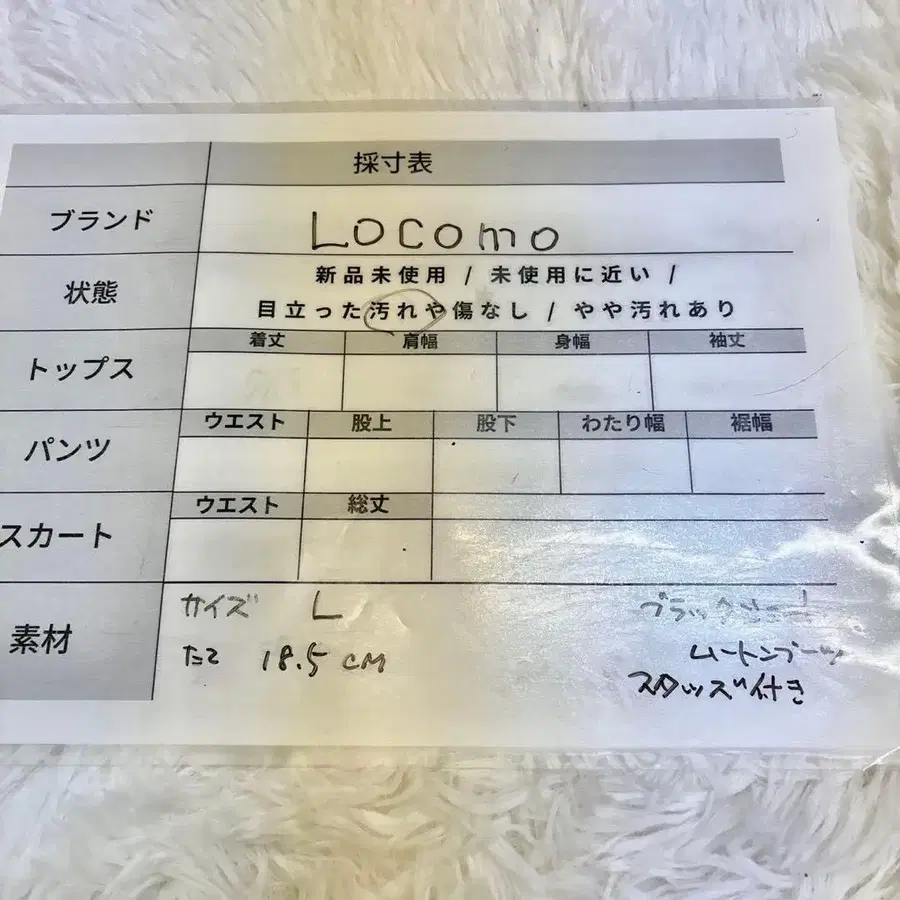 採寸表
ブランド LOCOMO
状態 新品未使用 / 未使用に近い /
目立った汚れや傷なし / やや汚れあり
トップス 着丈 肩幅 身幅 袖丈
パンツ ウエスト 股上 股下 わたり幅 裾幅
スカート ウエスト 総丈
素材 サイズ L ブラック
たて 18.5 cm ムートンブーツ
スタッズ付き